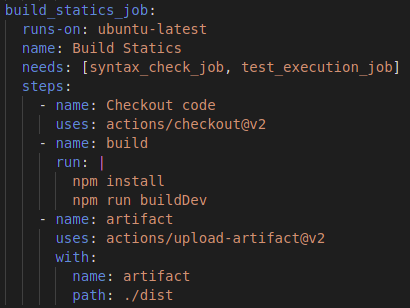 build_statics_job:
runs-on: ubuntu-latest
name: Build Statics
needs: [syntax_check_job, test_execution_job]
steps:
- name: Checkout code
uses: actions/checkout@v2
- name: build
run: |
npm install
npm run buildDev
- name: artifact
uses: actions/upload-artifact@v2
with:
name: artifact
path: ./dist